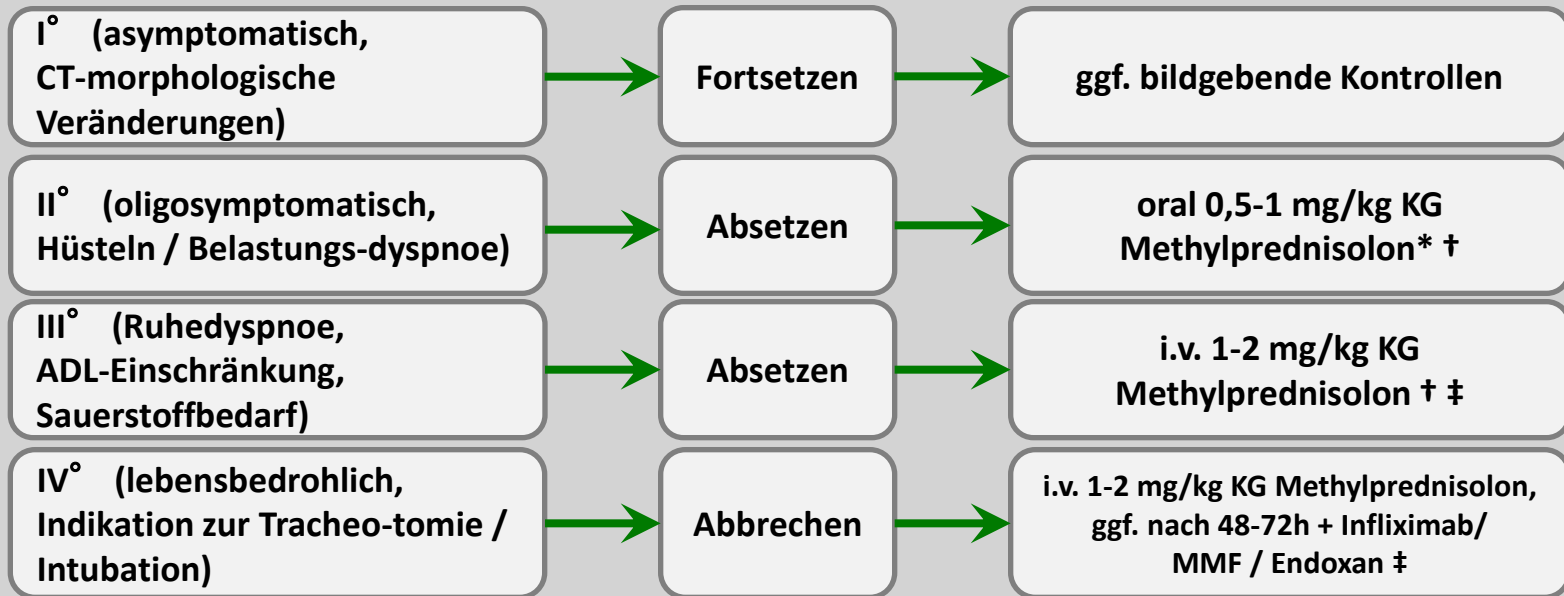 I° (asymptomatisch,
CT-morphologische
Veränderungen)
Fortsetzen
ggf. bildgebende Kontrollen
II° (oligosymptomatisch,
Hüsteln / Belastungs-dyspnoe)
Absetzen
oral 0,5-1 mg/kg KG
Methylprednisolon* †
III° (Ruhedyspnoe,
ADL-Einschränkung,
Sauerstoffbedarf)
Absetzen
i.v. 1-2 mg/kg KG
Methylprednisolon † ‡
IV° (lebensbedrohlich,
Indikation zur Tracheo-tomie /
Intubation)
Abbrechen
i.v. 1-2 mg/kg KG Methylprednisolon,
ggf. nach 48-72h + Infliximab/
MMF / Endoxan ‡